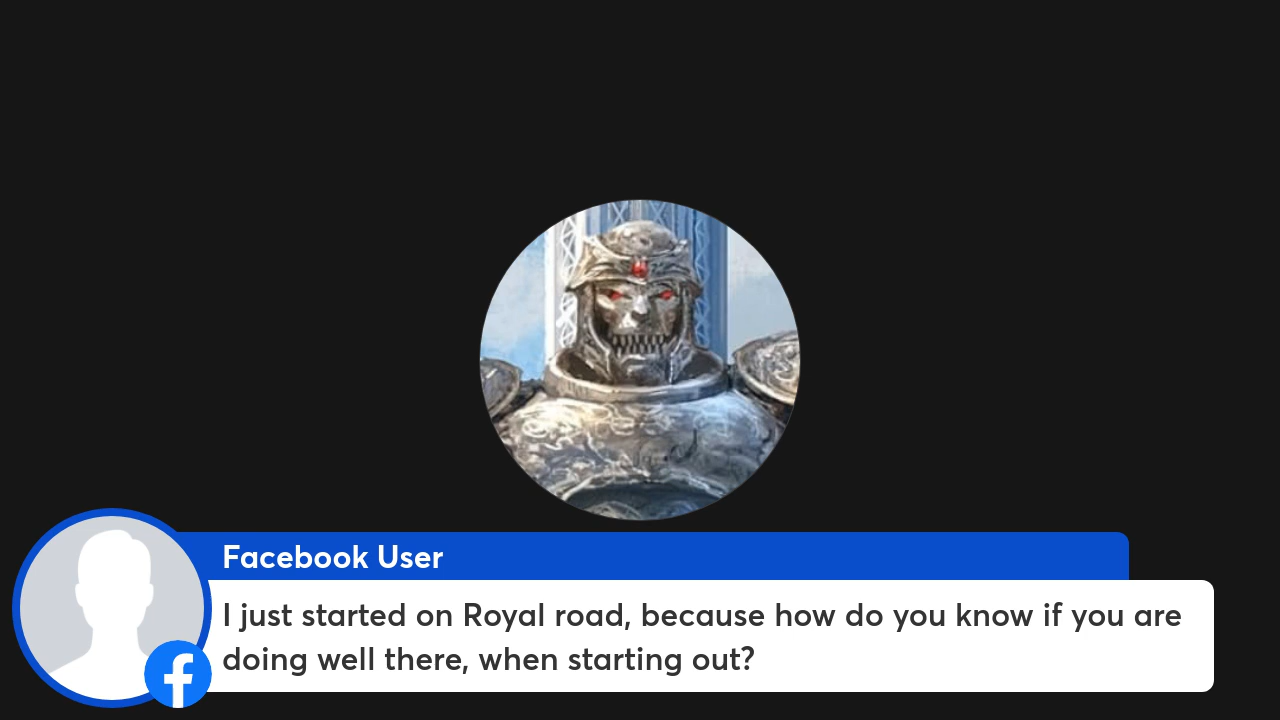 Facebook User
I just started on Royal road, because how do you know if you are
doing well there, when starting out?